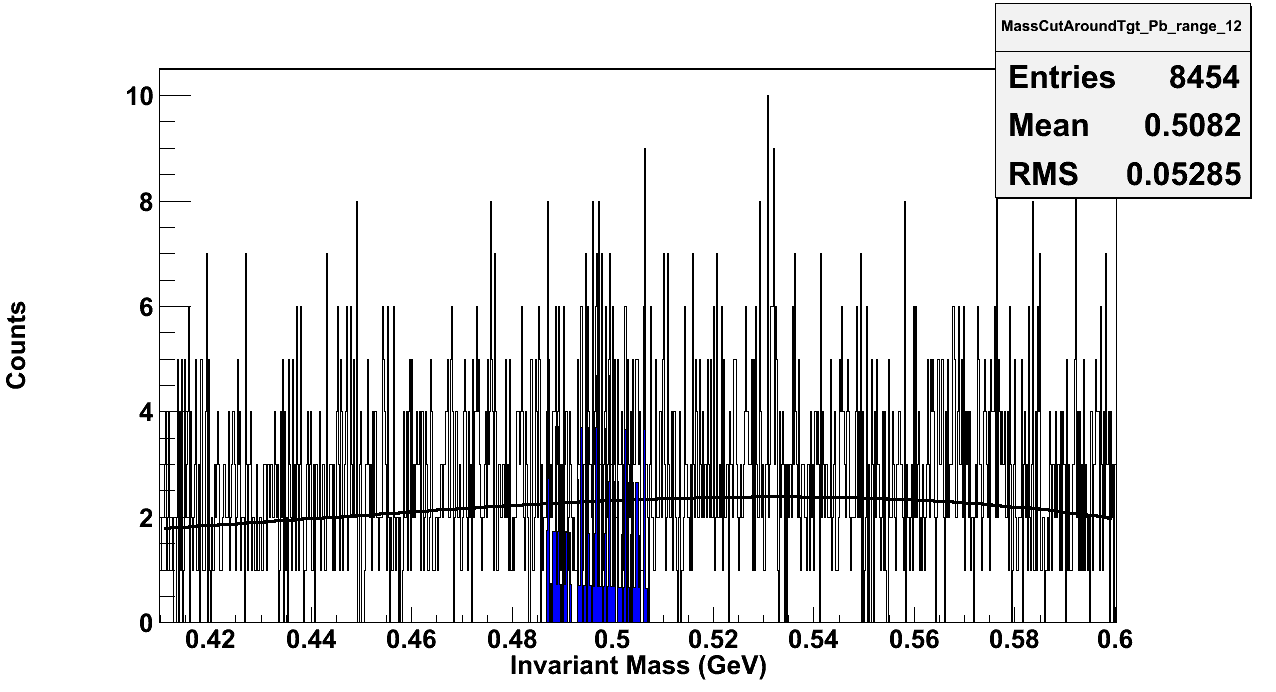 MassCutAroundTgt_Pb_range_12
Entries 8454
Mean 0.5082
RMS 0.05285
10
8
6
4
2
0
Counts
0.42 0.44 0.46 0.48 0.5 0.52 0.54 0.56 0.58 0.6
Invariant Mass (GeV)